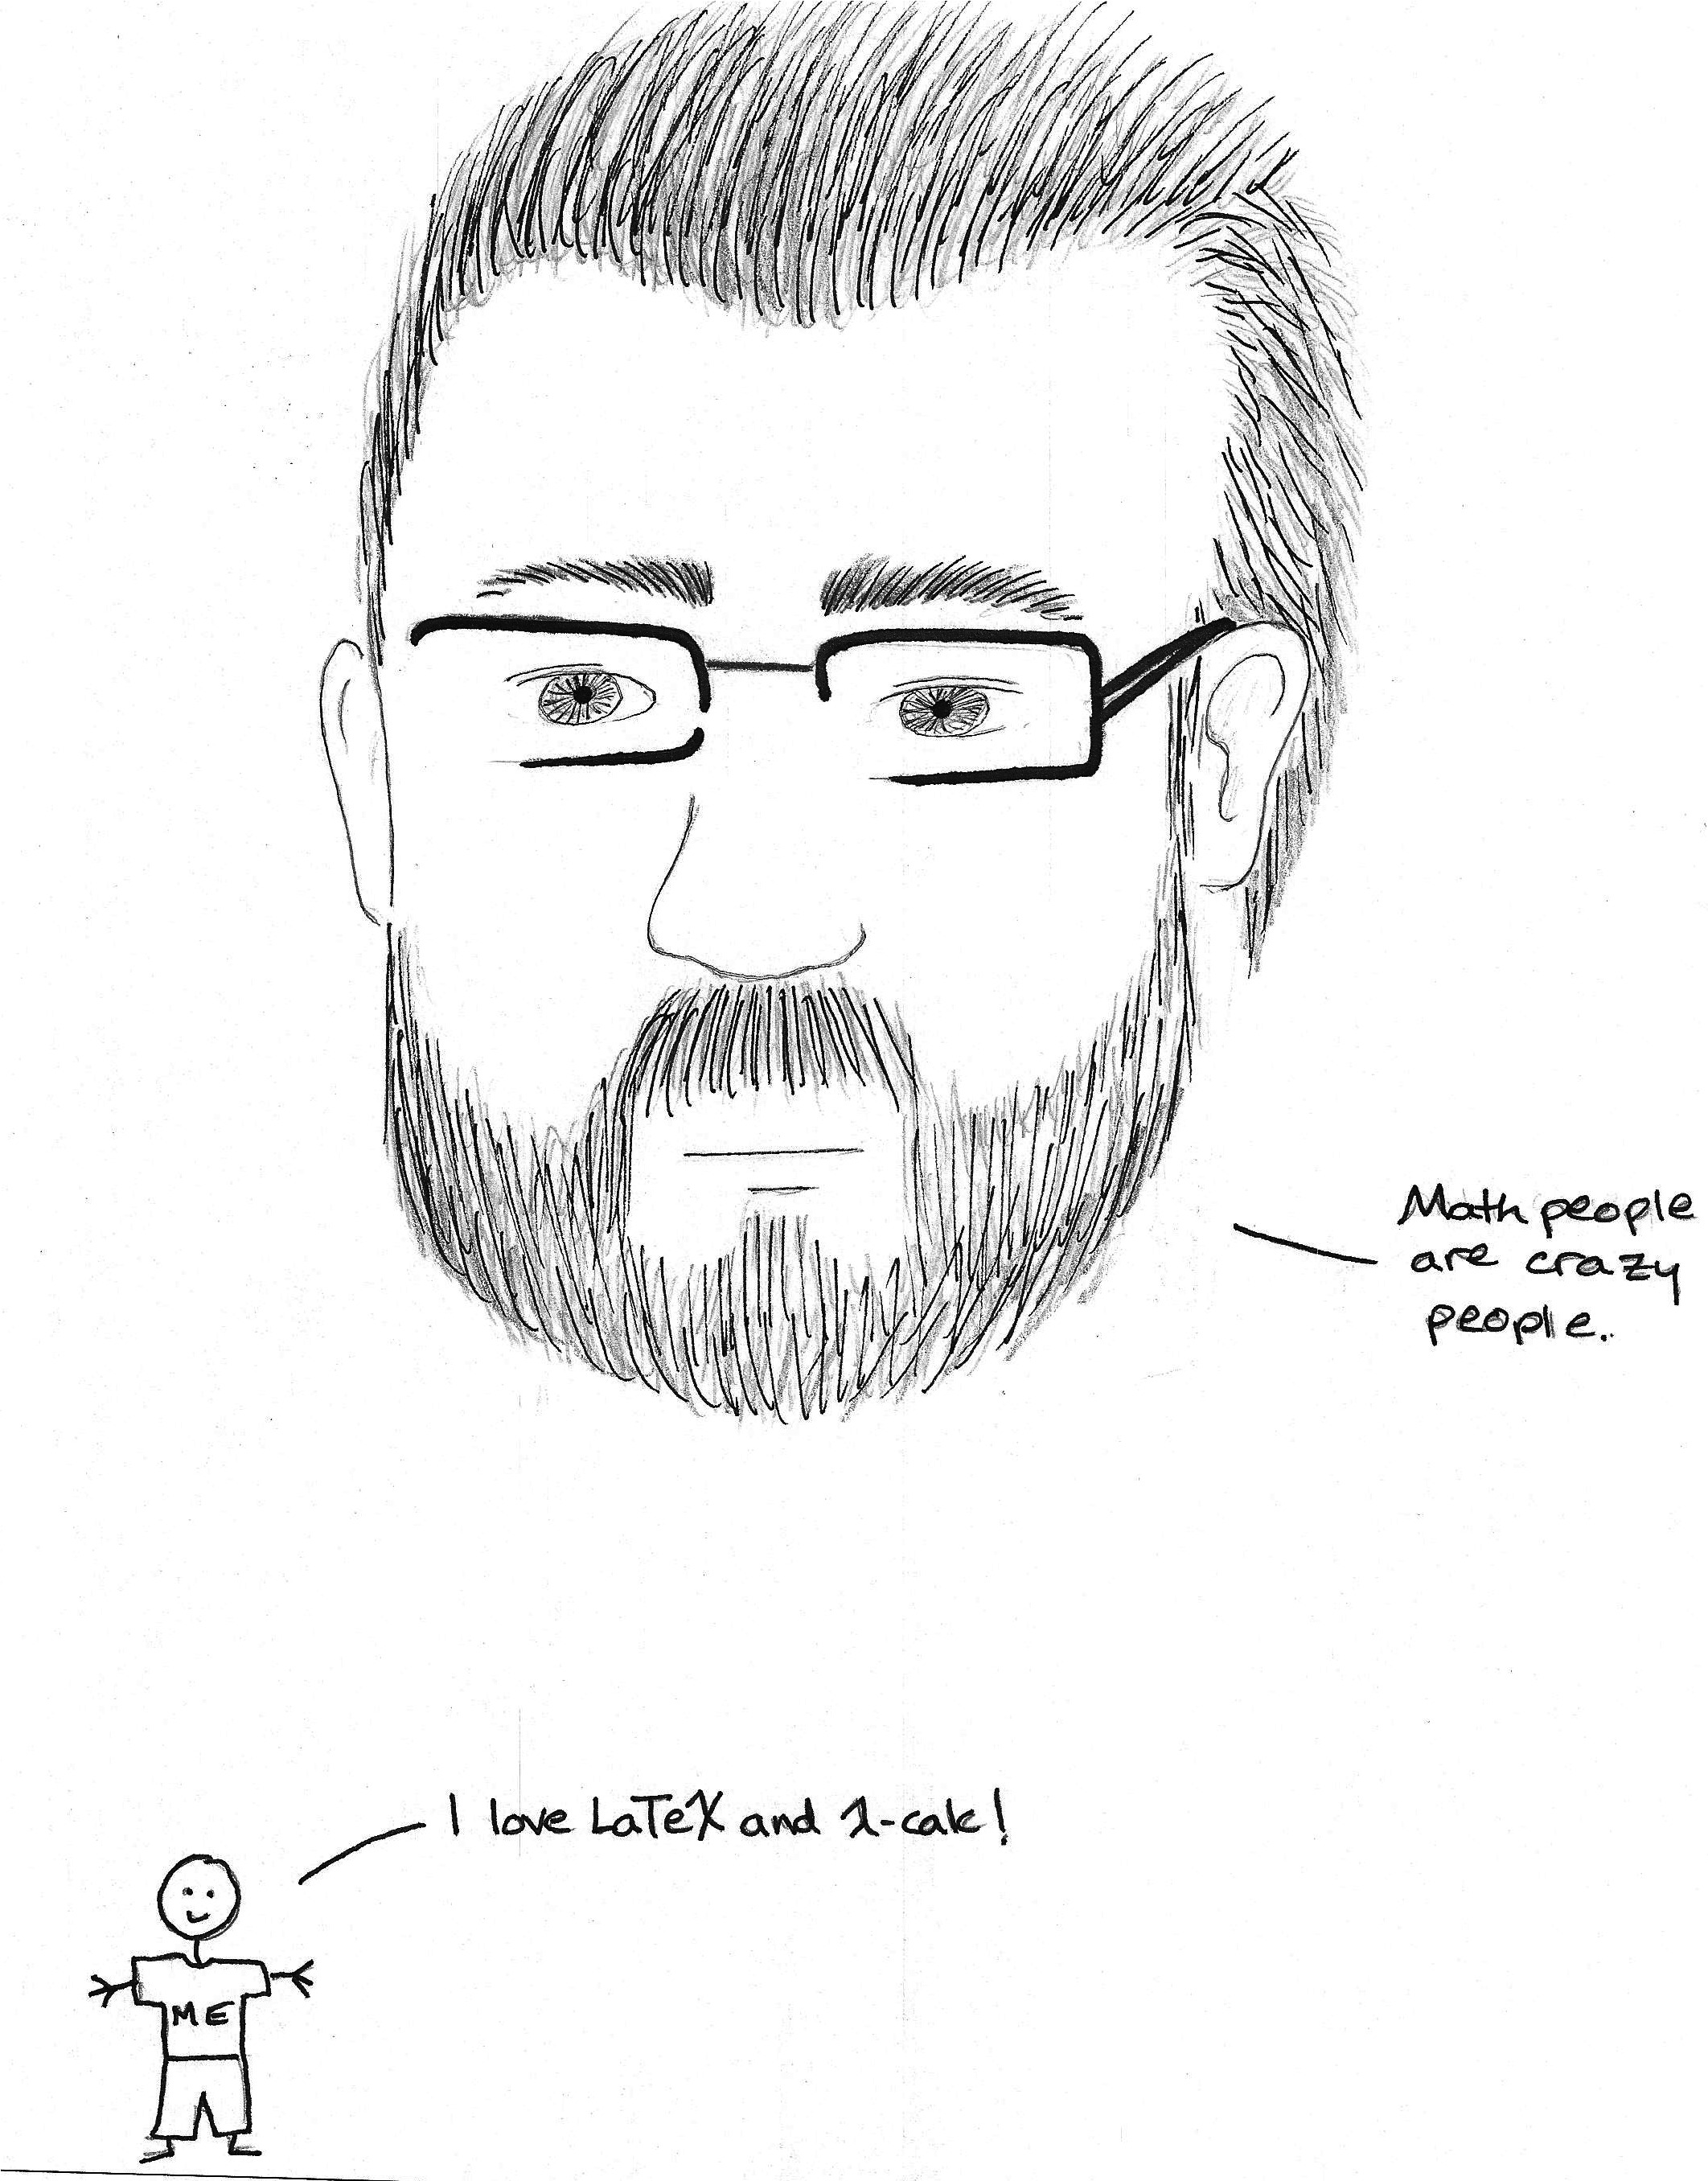 Math people
are crazy
people.
I love LaTeX and λ-calc!
ME